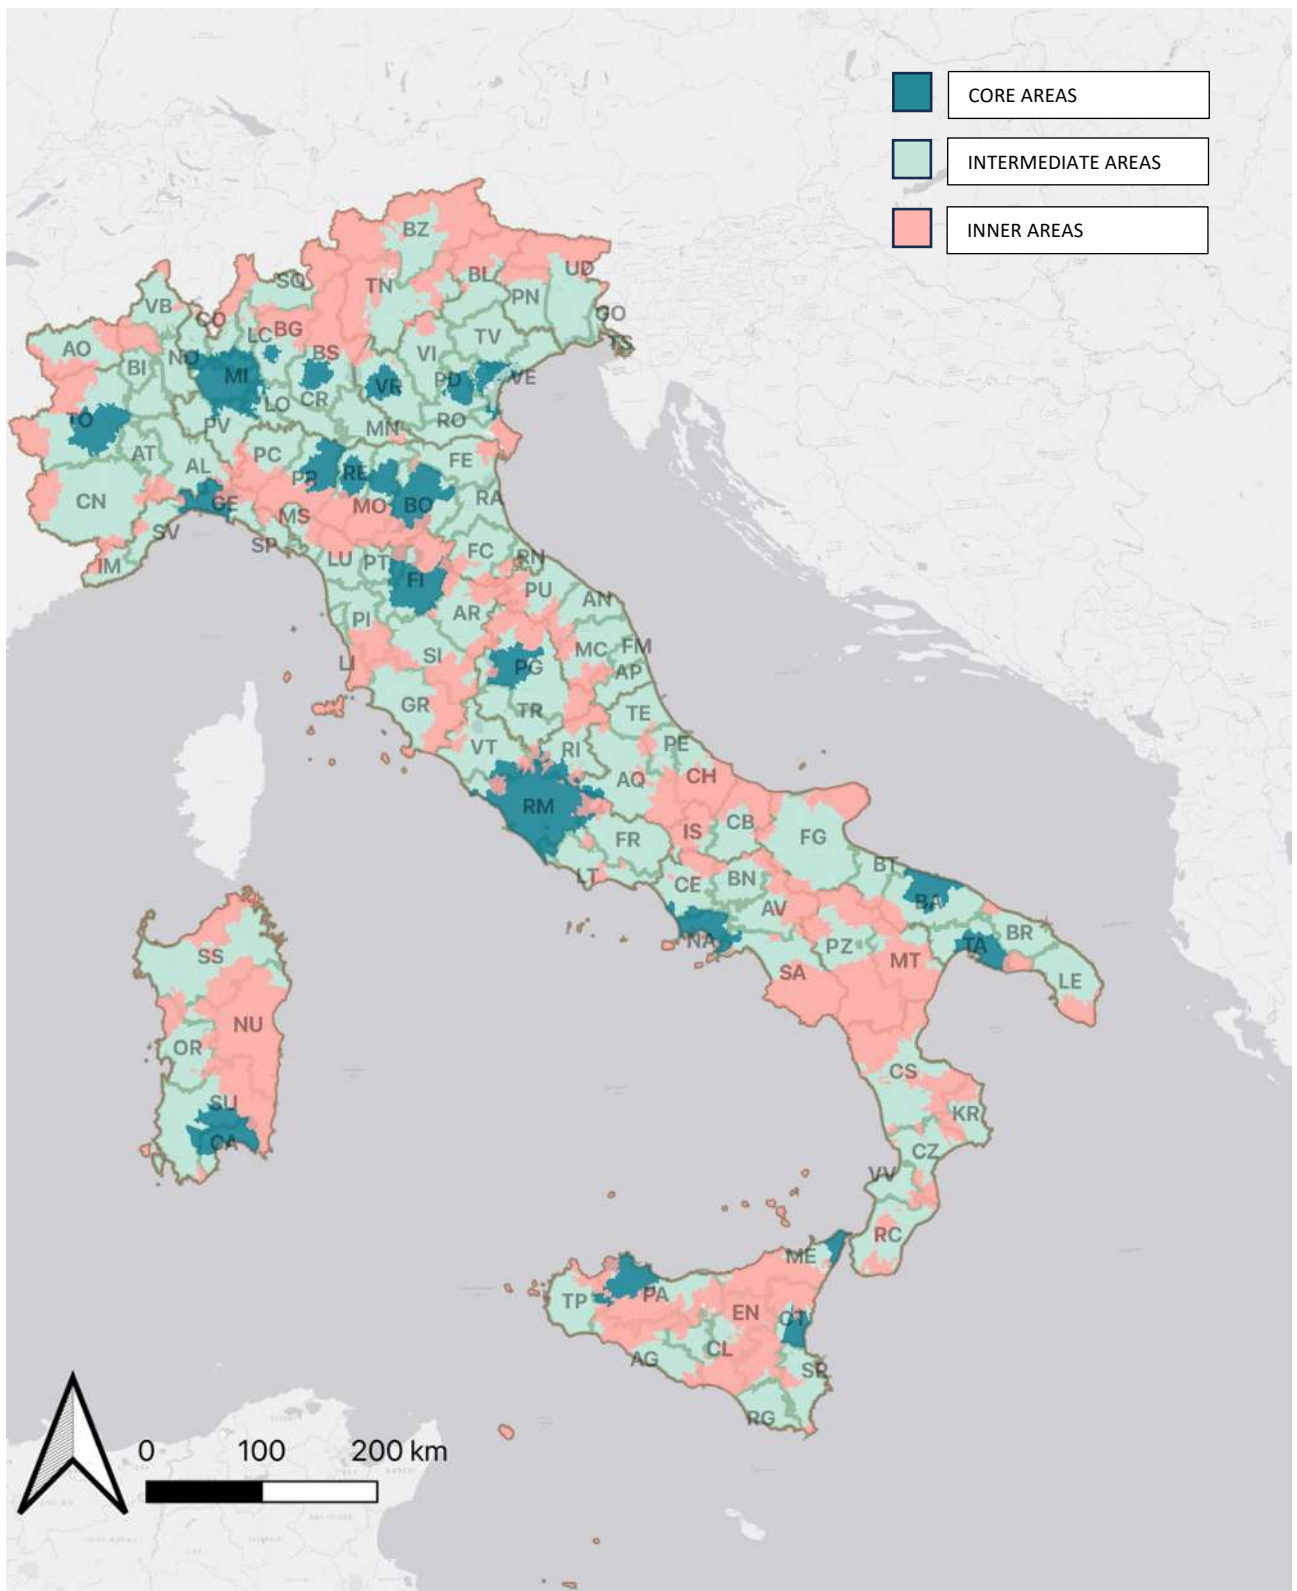 CORE AREAS
INTERMEDIATE AREAS
INNER AREAS
BZ
SO
TN
BL
UD
PN
VB
CO
LC
BG
GO
TS
AO
BI
NO
MI
BS
VI
TV
VR
PD
VE
TO
LO
CR
PV
MN
RO
AT
AL
PC
PR
RE
FE
CN
GE
MO
BO
RA
SV
MS
SP
IM
LU
PT
FC
RN
FI
PU
AN
PI
AR
MC
FM
LI
SI
PG
AP
GR
TR
TE
VT
RI
PE
AQ
CH
RM
FR
IS
CB
FG
LT
CE
BN
BT
AV
BA
NA
PZ
TA
BR
SA
MT
LE
SS
NU
OR
CS
SU
KR
CA
CZ
VV
RC
ME
TP
PA
EN
CT
AG
CL
SR
RG
0 100 200 km